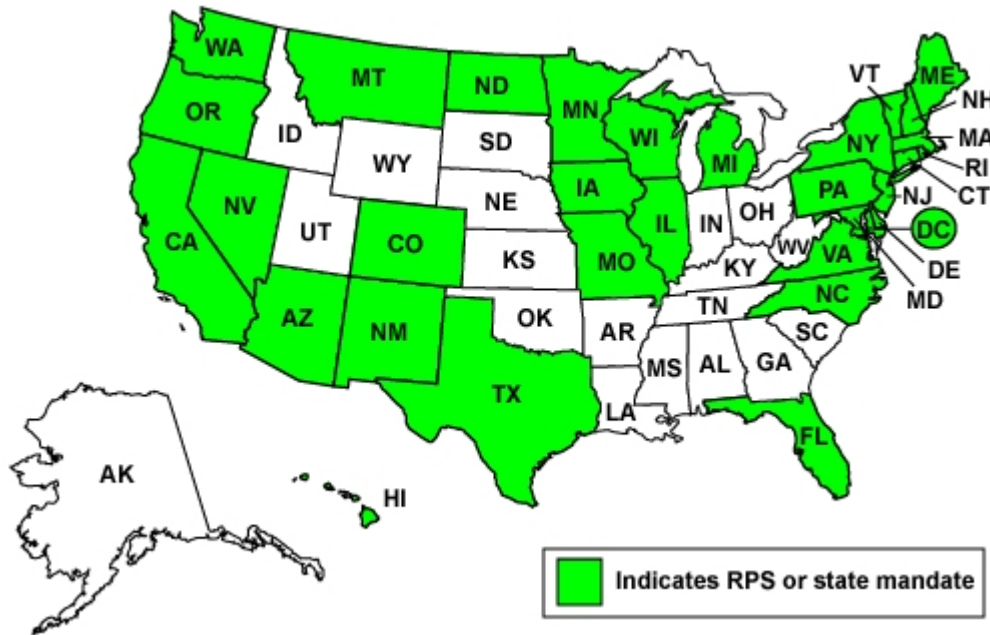 WA
MT
ND
MN
VT
ME
NH
OR
ID
SD
WI
MI
NY
MA
WY
RI
IA
NE
PA
NJ
CT
NV
UT
CO
IL
IN
OH
DC
CA
KS
MO
WV
VA
DE
KY
MD
AZ
NM
OK
AR
TN
NC
SC
TX
MS
AL
GA
LA
FL
AK
HI
Indicates RPS or state mandate